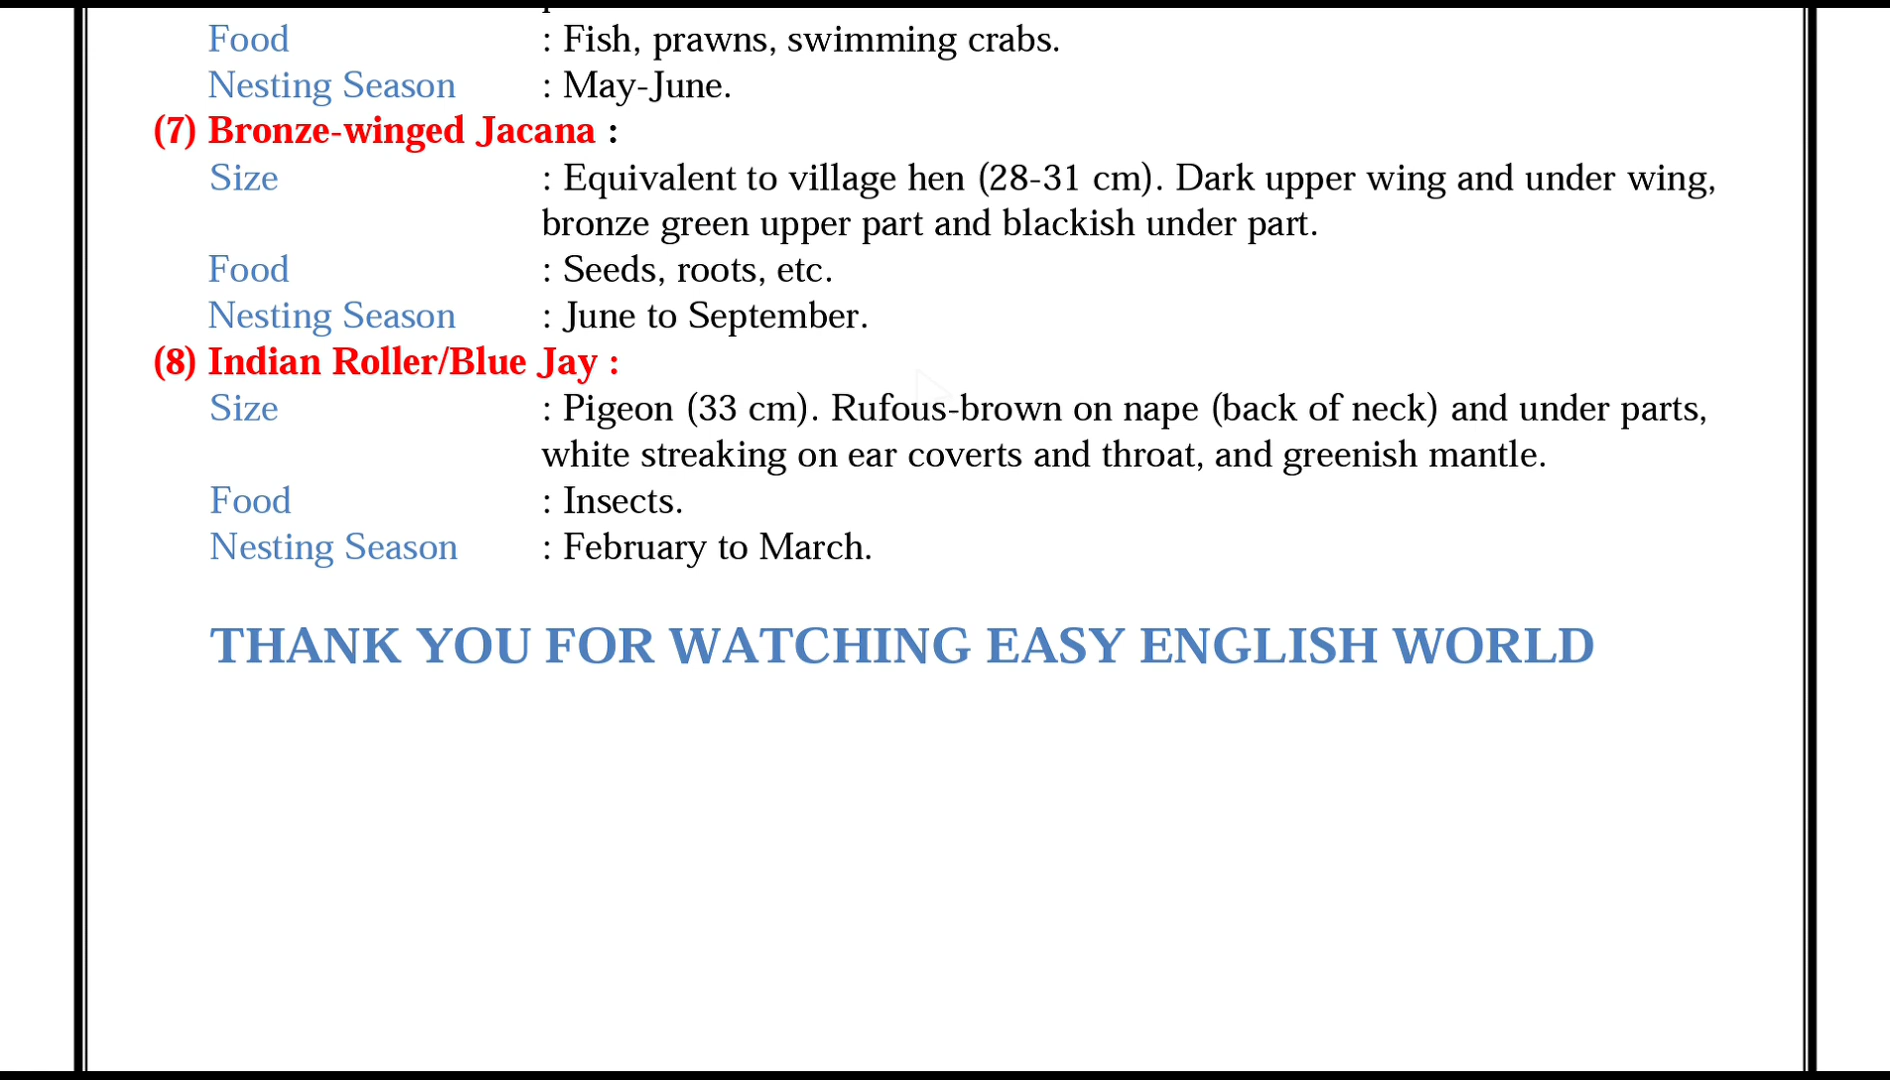 Food : Fish, prawns, swimming crabs.
Nesting Season : May-June.
(7) Bronze-winged Jacana :
Size : Equivalent to village hen (28-31 cm). Dark upper wing and under wing,
bronze green upper part and blackish under part.
Food : Seeds, roots, etc.
Nesting Season : June to September.
(8) Indian Roller/Blue Jay :
Size : Pigeon (33 cm). Rufous-brown on nape (back of neck) and under parts,
white streaking on ear coverts and throat, and greenish mantle.
Food : Insects.
Nesting Season : February to March.
THANK YOU FOR WATCHING EASY ENGLISH WORLD